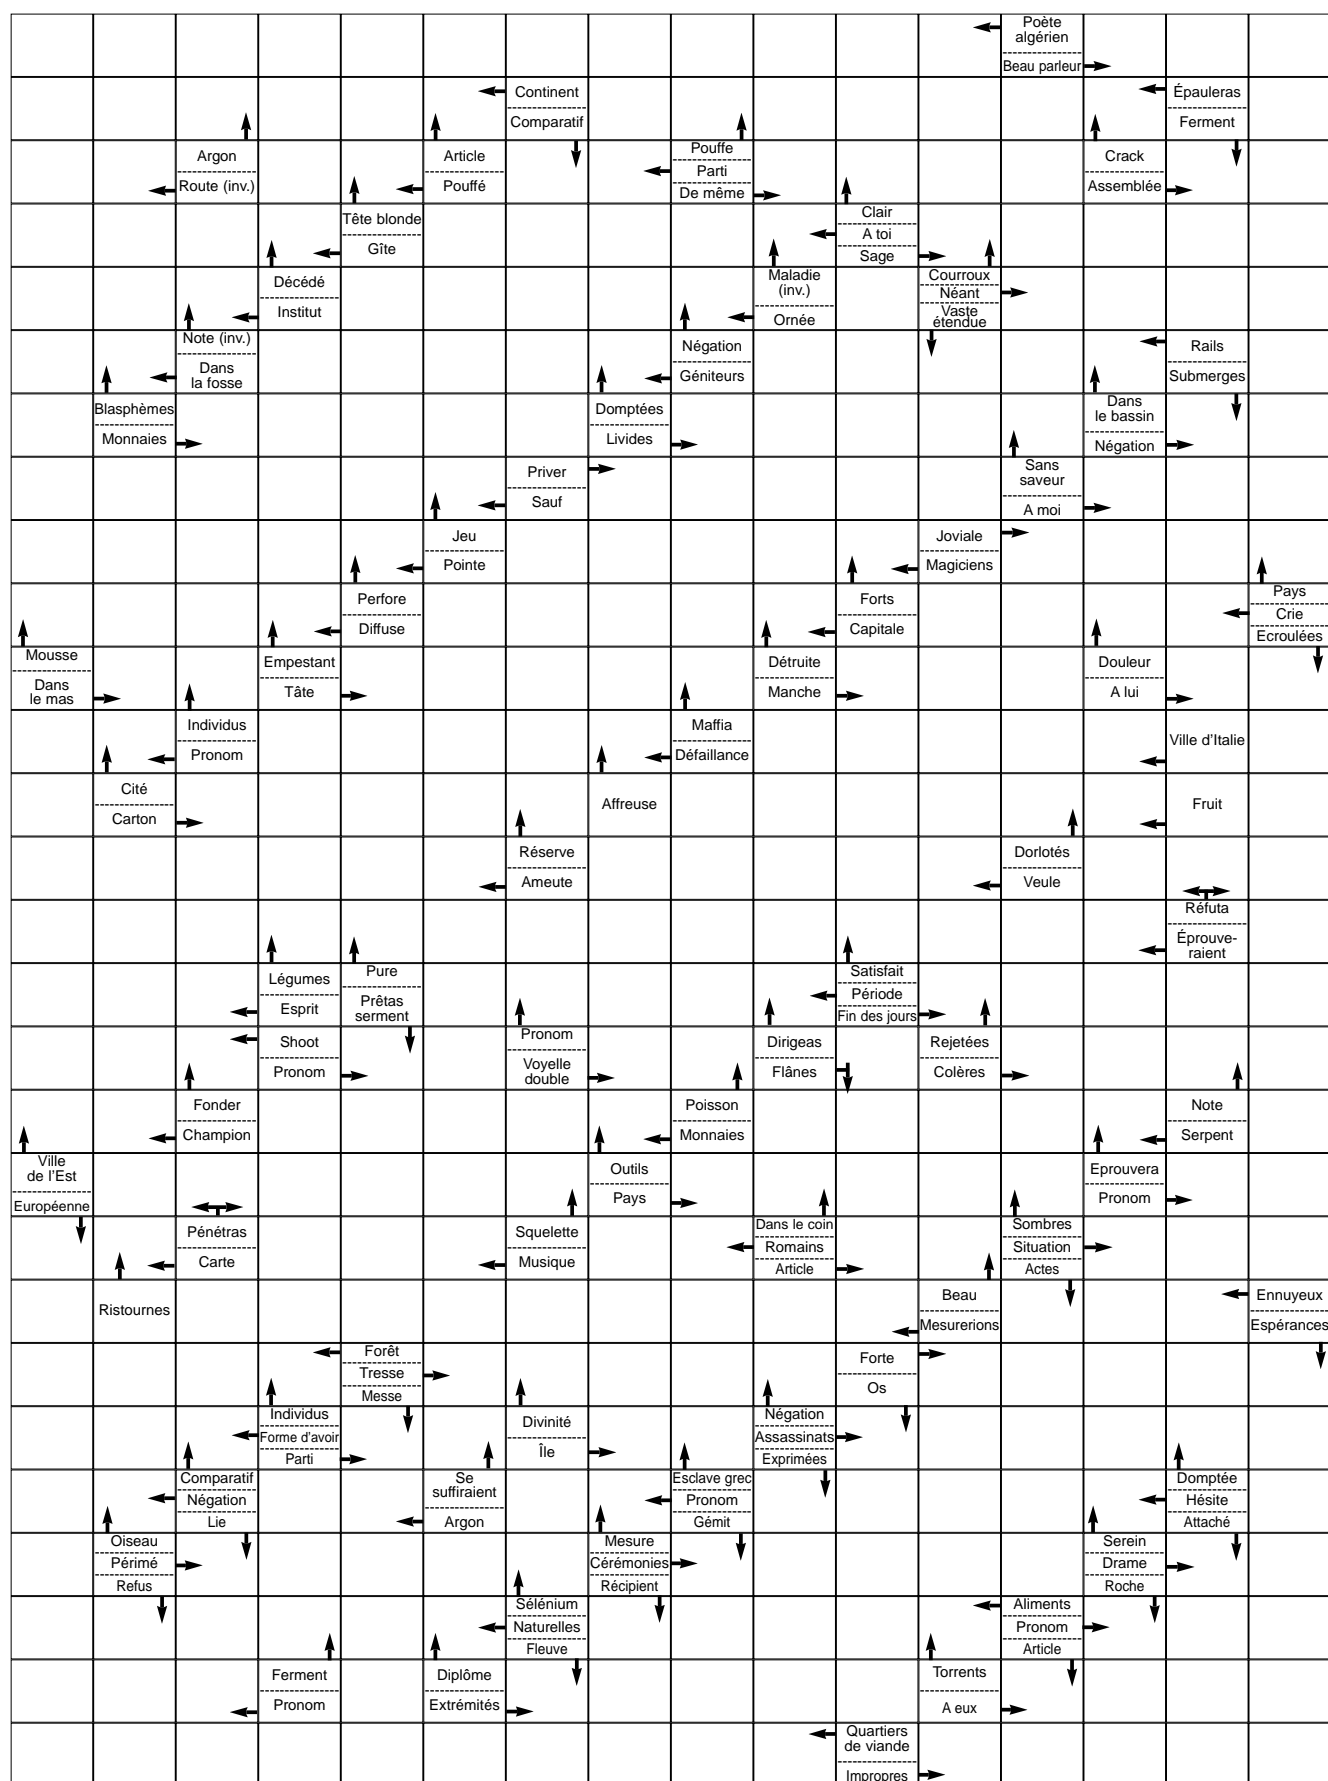 Poète
algérien
Beau parleur
Continent
Comparatif
Épauleras
Ferment
Argon
Route (inv.)
Article
Pouffé
Pouffe
Parti
De même
Crack
Assemblée
Tête blonde
Gîte
Clair
A toi
Sage
Décédé
Institut
Maladie
(inv.)
Ornée
Courroux
Néant
Vaste
étendue
Note (inv.)
Dans
la fosse
Négation
Géniteurs
Rails
Submerges
Blasphèmes
Monnaies
Domptées
Livides
Dans
le bassin
Négation
Priver
Sauf
Sans
saveur
A moi
Jeu
Pointe
Joviale
Magiciens
Perfore
Diffuse
Forts
Capitale
Pays
Crie
Ecroulées
Mousse
Dans
le mas
Empestant
Tâte
Détruite
Manche
Douleur
A lui
Individus
Pronom
Maffia
Défaillance
Ville d'Italie
Cité
Carton
Affreuse
Fruit
Réserve
Ameute
Dorlotés
Veule
Réfuta
Éprouve-
raient
Légumes
Esprit
Pure
Prêtas
serment
Satisfait
Période
Fin des jours
Shoot
Pronom
Pronom
Voyelle
double
Dirigeas
Flânes
Rejetées
Colères
Fonder
Champion
Poisson
Monnaies
Note
Serpent
Ville
de l'Est
Européenne
Outils
Pays
Eprouvera
Pronom
Pénétras
Carte
Squelette
Musique
Dans le coin
Romains
Article
Sombres
Situation
Actes
Ristournes
Beau
Mesurerions
Ennuyeux
Espérances
Forêt
Tresse
Messe
Forte
Os
Individus
Forme d'avoir
Parti
Divinité
Île
Négation
Assassinats
Exprimées
Comparatif
Négation
Lie
Se
suffiraient
Argon
Esclave grec
Pronom
Gémit
Domptée
Hésite
Attaché
Oiseau
Périmé
Refus
Mesure
Cérémonies
Récipient
Serein
Drame
Roche
Sélénium
Naturelles
Fleuve
Aliments
Pronom
Article
Ferment
Pronom
Diplôme
Extrémités
Torrents
A eux
Quartiers
de viande
Impropres